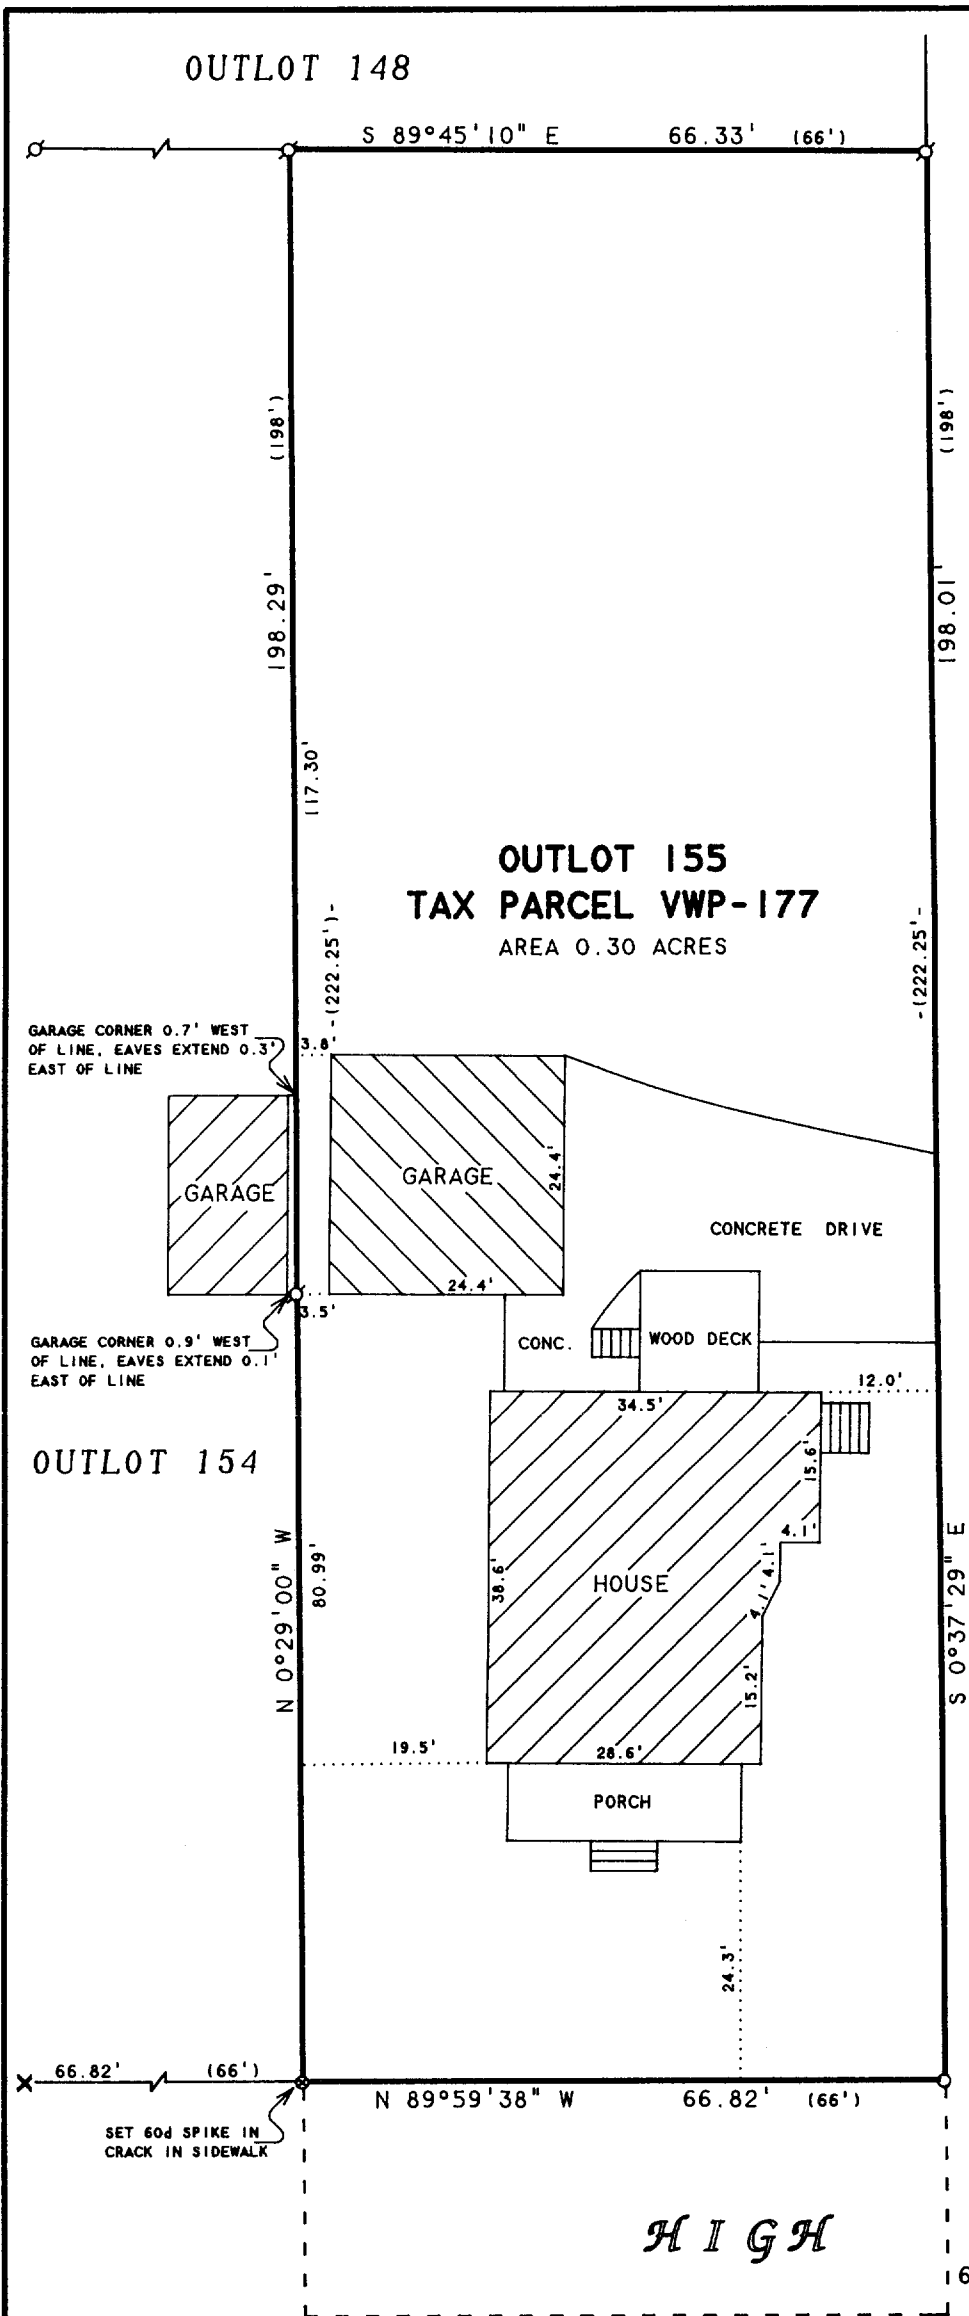 OUTLOT 148
S 89°45'10" E 66.33' (66')
(198')
(198')
198.29'
198.01'
117.30'
OUTLOT 155
TAX PARCEL VWP-177
AREA 0.30 ACRES
-(222.25')-
-(222.25'-
GARAGE CORNER 0.7' WEST
OF LINE, EAVES EXTEND 0.3'
EAST OF LINE
3.8'
GARAGE
GARAGE
24.4'
CONCRETE DRIVE
24.4'
3.5'
GARAGE CORNER 0.9' WEST
OF LINE, EAVES EXTEND 0.1'
EAST OF LINE
CONC.
WOOD DECK
12.0'
34.5'
OUTLOT 154
15.6'
4.1'
4.1'
4.1'
N 0°29'00" W
80.99'
38.6'
HOUSE
S 0°37'29" E
15.2'
19.5'
28.6'
PORCH
24.3'
66.82' (66')
N 89°59'38" W 66.82' (66')
SET 60d SPIKE IN
CRACK IN SIDEWALK
HIGH
6